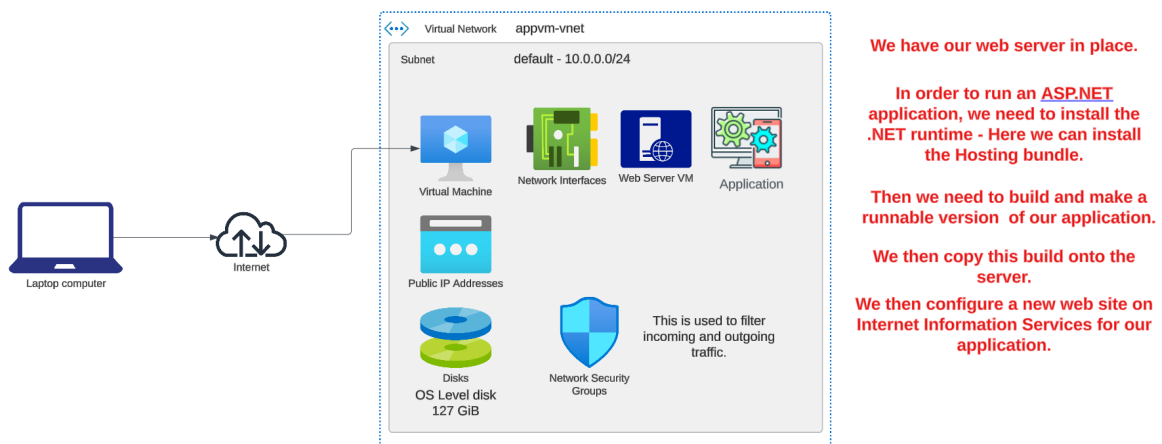 Virtual Network appvm-vnet
Subnet default - 10.0.0.0/24
Virtual Machine
Network Interfaces
Web Server VM
Application
Laptop computer
Internet
Public IP Addresses
Disks
OS Level disk
127 GiB
Network Security
Groups
This is used to filter
incoming and outgoing
traffic.
We have our web server in place.
In order to run an ASP.NET
application, we need to install the
.NET runtime - Here we can install
the Hosting bundle.
Then we need to build and make a
runnable version of our application.
We then copy this build onto the
server.
We then configure a new web site on
Internet Information Services for our
application.